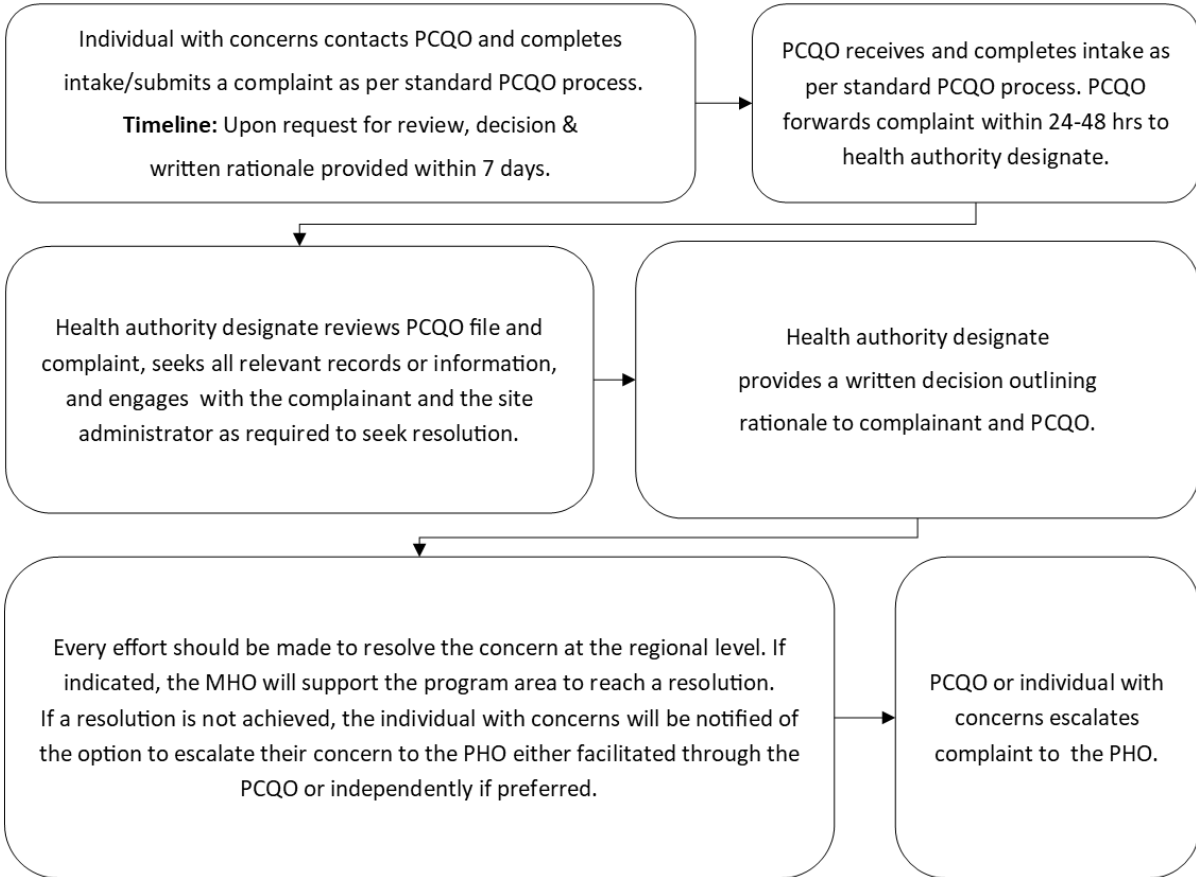 Individual with concerns contacts PCQO and completes
intake/submits a complaint as per standard PCQO process.
Timeline: Upon request for review, decision &
written rationale provided within 7 days.
PCQO receives and completes intake as
per standard PCQO process. PCQO
forwards complaint within 24-48 hrs to
health authority designate.
Health authority designate reviews PCQO file and
complaint, seeks all relevant records or information,
and engages with the complainant and the site
administrator as required to seek resolution.
Health authority designate
provides a written decision outlining
rationale to complainant and PCQO.
Every effort should be made to resolve the concern at the regional level. If
indicated, the MHO will support the program area to reach a resolution.
If a resolution is not achieved, the individual with concerns will be notified of
the option to escalate their concern to the PHO either facilitated through the
PCQO or independently if preferred.
PCQO or individual with
concerns escalates
complaint to the PHO.